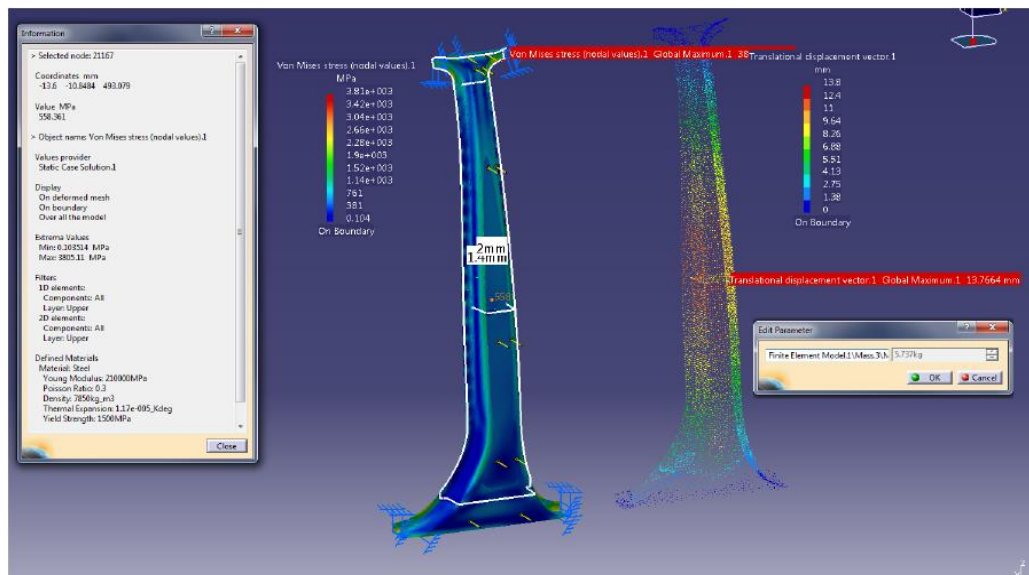 Information
> Selected node: 21167
Coordinates mm
-13.6 -10.8484 493.079
Value MPa
558.361
> Object name: Von Mises stress (nodal values).1
Values provider
Static Case Solution.1
Display
On deformed mesh
On boundary
Over all the model
Extrema Values
Min: 0.103514 MPa
Max: 3805.11 MPa
Filters
1D elements:
Components: All
Layer: Upper
2D elements:
Components: All
Layer: Upper
Defined Materials
Material: Steel
Young Modulus: 210000MPa
Poisson Ratio: 0.3
Density: 7850kg_m3
Thermal Expansion: 1.17e-005_Kdeg
Yield Strength: 1500MPa
Close
Von Mises stress (nodal values).1
MPa
3.81e+003
3.42e+003
3.04e+003
2.66e+003
2.28e+003
1.9e+003
1.52e+003
1.14e+003
761
381
0.104
On Boundary
Von Mises stress (nodal values).1 Global Maximum.1 38
2mm
1.4mm
558
Translational displacement vector.1
mm
13.8
12.4
11
9.64
8.26
6.88
5.51
4.13
2.75
1.38
0
On Boundary
Translational displacement vector.1 Global Maximum.1 13.7664 mm
Edit Parameter
Finite Element Model.1\Mass.3\M
5.737kg
OK
Cancel